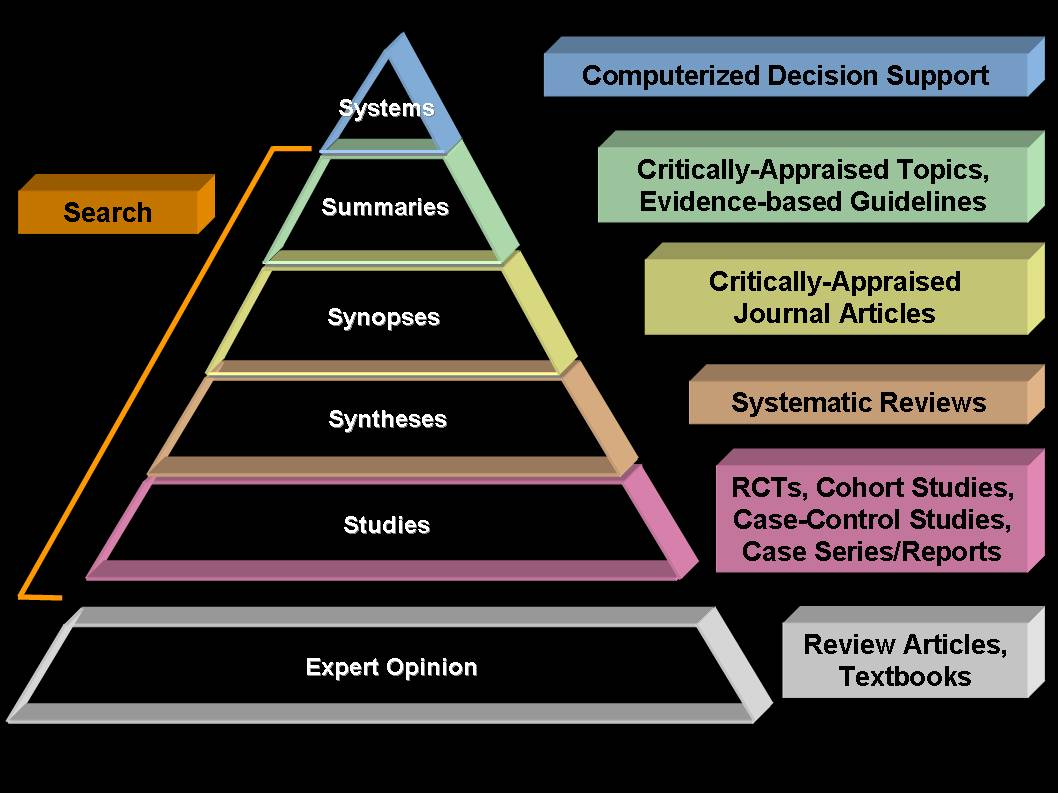 Systems
Computerized Decision Support
Search
Summaries
Critically-Appraised Topics,
Evidence-based Guidelines
Synopses
Critically-Appraised
Journal Articles
Syntheses
Systematic Reviews
Studies
RCTs, Cohort Studies,
Case-Control Studies,
Case Series/Reports
Expert Opinion
Review Articles,
Textbooks